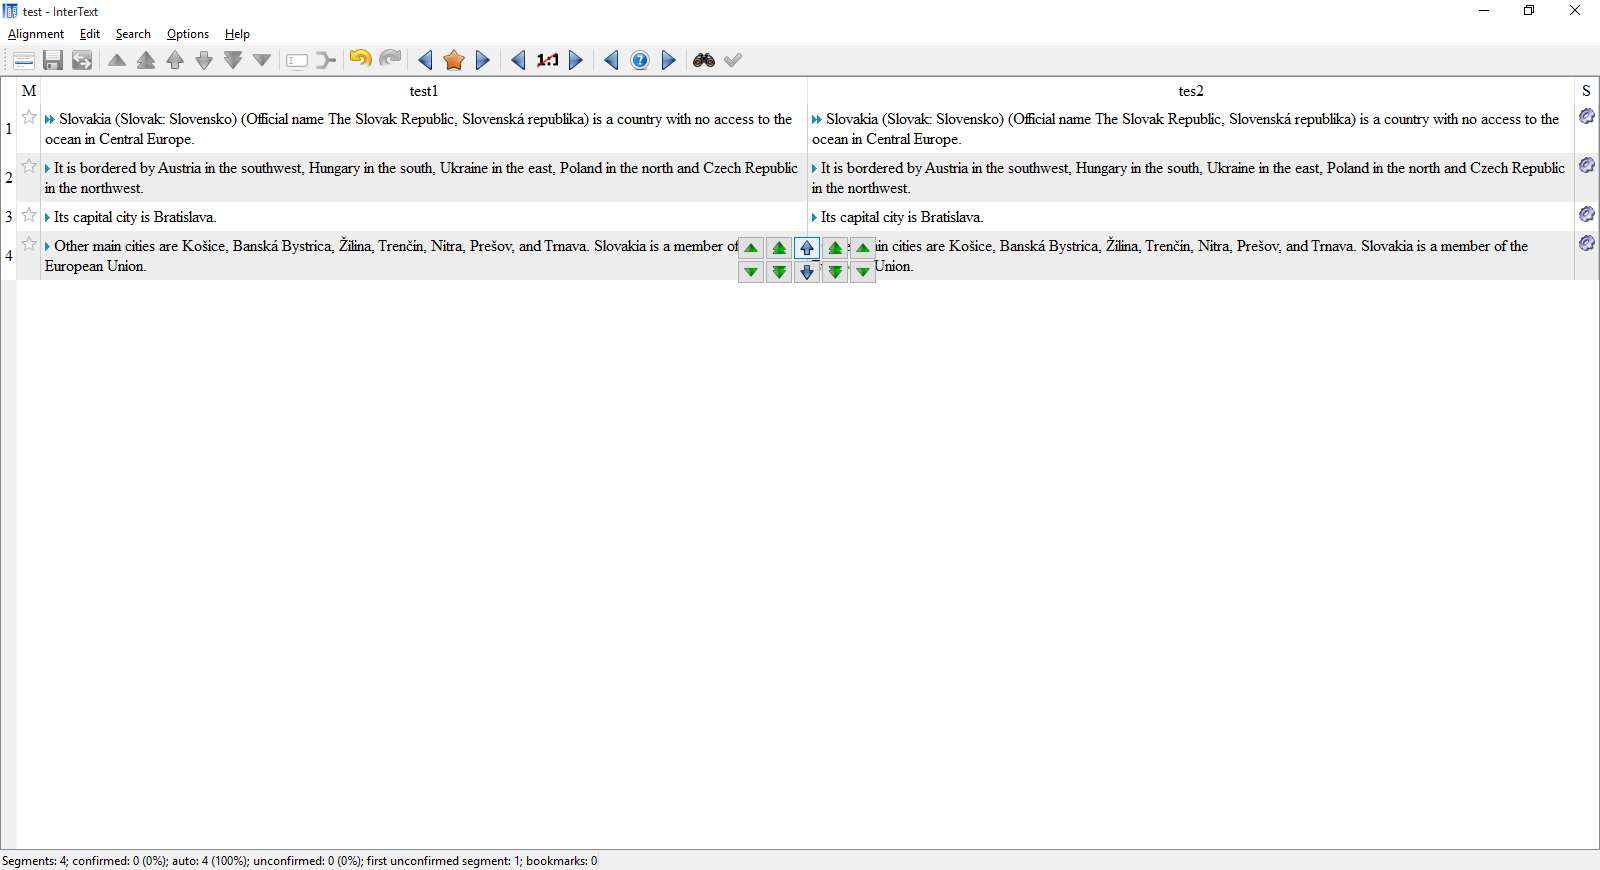 test - InterText
Alignment Edit Search Options Help
1:1
M test1 tes2 S
1 Slovakia (Slovak: Slovensko) (Official name The Slovak Republic, Slovenská republika) is a country with no access to the
ocean in Central Europe.
Slovakia (Slovak: Slovensko) (Official name The Slovak Republic, Slovenská republika) is a country with no access to the
ocean in Central Europe.
2 It is bordered by Austria in the southwest, Hungary in the south, Ukraine in the east, Poland in the north and Czech Republic
in the northwest.
It is bordered by Austria in the southwest, Hungary in the south, Ukraine in the east, Poland in the north and Czech Republic
in the northwest.
3 Its capital city is Bratislava.
Its capital city is Bratislava.
4 Other main cities are Košice, Banská Bystrica, Žilina, Trenčín, Nitra, Prešov, and Trnava. Slovakia is a member of
European Union.
cities are Košice, Banská Bystrica, Žilina, Trenčín, Nitra, Prešov, and Trnava. Slovakia is a member of the
Union.
Segments: 4; confirmed: 0 (0%); auto: 4 (100%); unconfirmed: 0 (0%); first unconfirmed segment: 1; bookmarks: 0